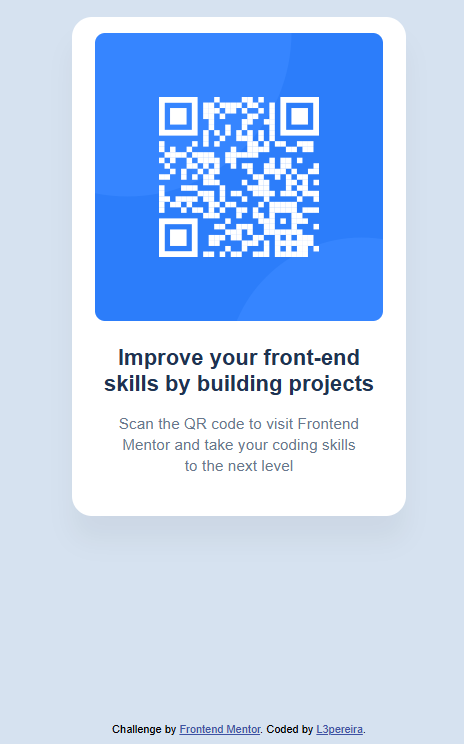 Improve your front-end
skills by building projects
Scan the QR code to visit Frontend
Mentor and take your coding skills
to the next level
Challenge by Frontend Mentor. Coded by L3pereira.